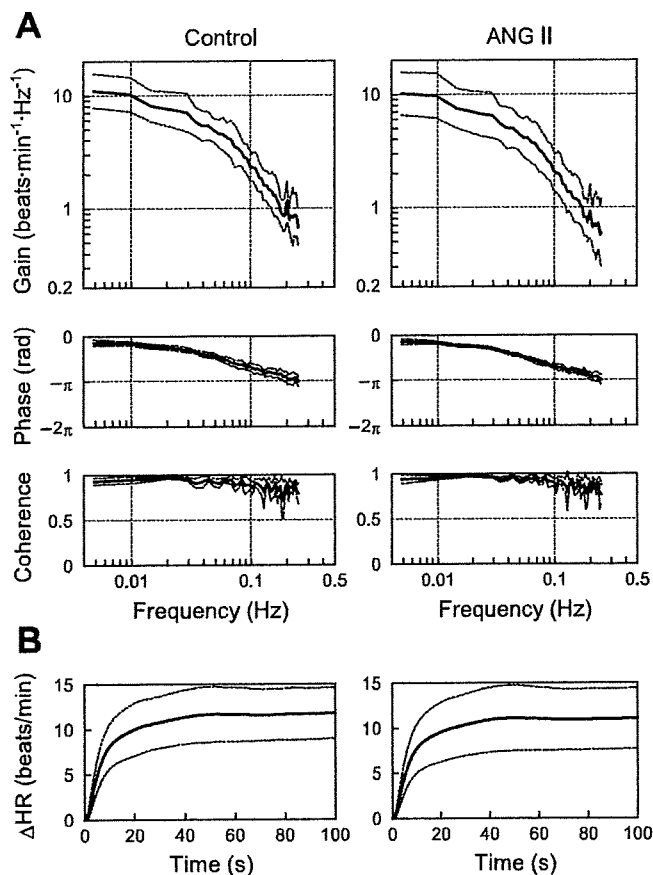 A
Control
ANG II
Gain (beats·min⁻¹·Hz⁻¹)
10
1
0.2
10
1
0.2
Phase (rad)
0
−π
−2π
0
−π
−2π
Coherence
1
0.5
0
1
0.5
0
0.01
0.1
0.5
0.01
0.1
0.5
Frequency (Hz)
Frequency (Hz)
B
ΔHR (beats/min)
15
10
5
0
15
10
5
0
0 20 40 60 80 100
0 20 40 60 80 100
Time (s)
Time (s)